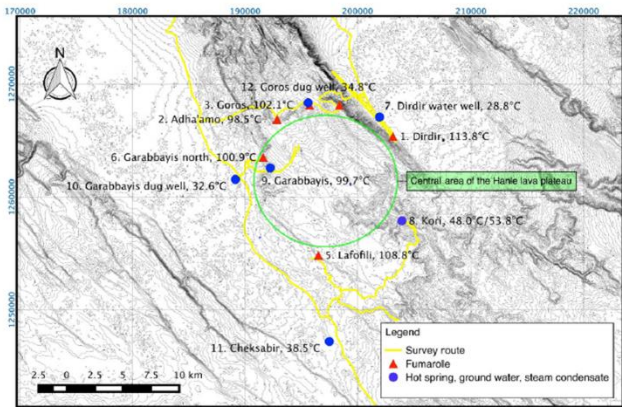 170000 180000 190000 200000 210000 220000
1270000
1260000
1250000
N
12. Goros dug well, 34.8°C
3. Goros, 102.1°C
7. Dirdir water well, 28.8°C
2. Adha'amo, 98.5°C
1. Dirdir, 113.8°C
6. Garabbayis north, 100.9°C
9. Garabbayis, 99.7°C
Central area of the Hanle lava plateau
10. Garabbayis dug well, 32.6°C
8. Kori, 48.0°C/53.8°C
5. Lafofili, 108.8°C
11. Cheksabir, 38.5°C
Legend
Survey route
Fumarolle
Hot spring, ground water, steam condensate
2.5 0 2.5 5 7.5 10 km